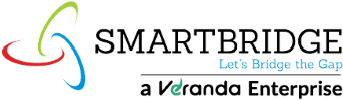 SMARTBRIDGE
Let's Bridge the Gap
a Veranda Enterprise